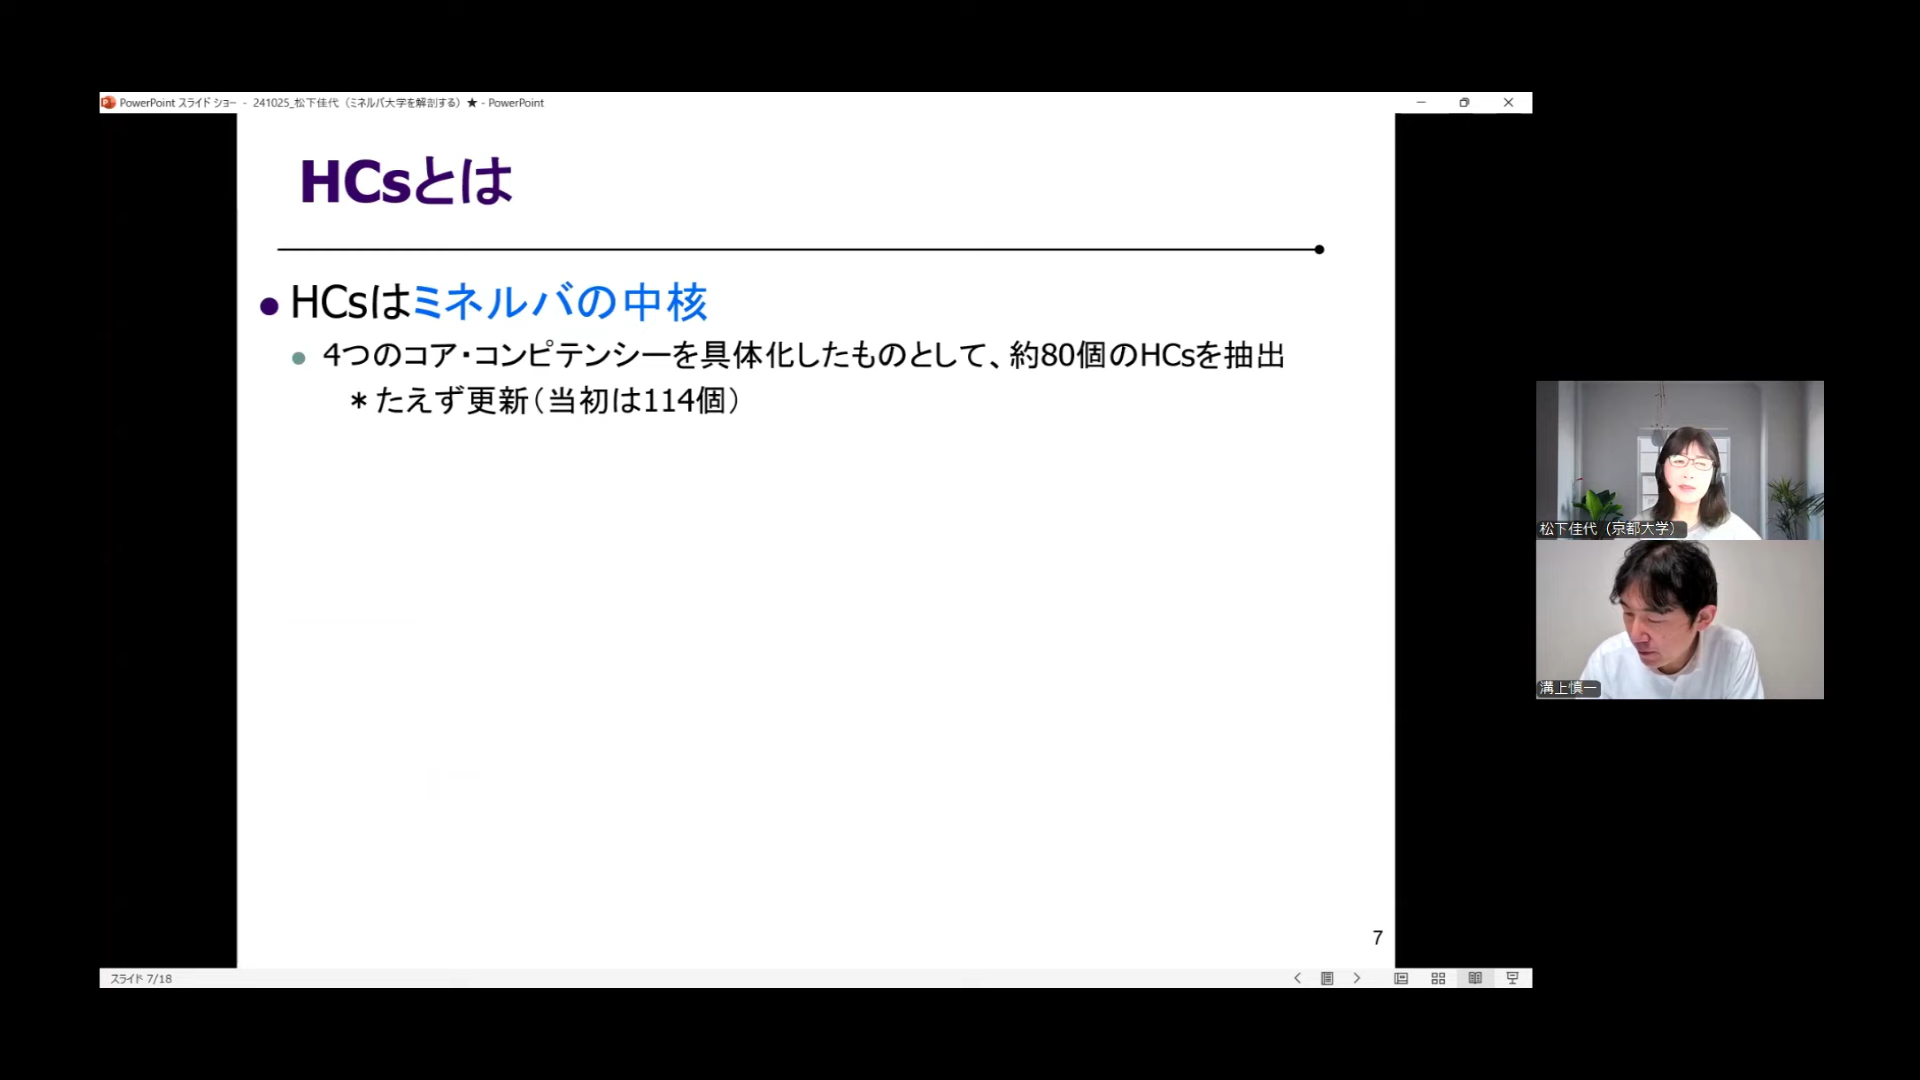 PowerPoint スライド ショー - 241025_松下佳代（ミネルバ大学を解剖する）★ - PowerPoint
HCsとは
HCsはミネルバの中核
4つのコア・コンピテンシーを具体化したものとして、約80個のHCsを抽出
＊たえず更新（当初は114個）
7
スライド 7/18
松下佳代（京都大学）
溝上慎一